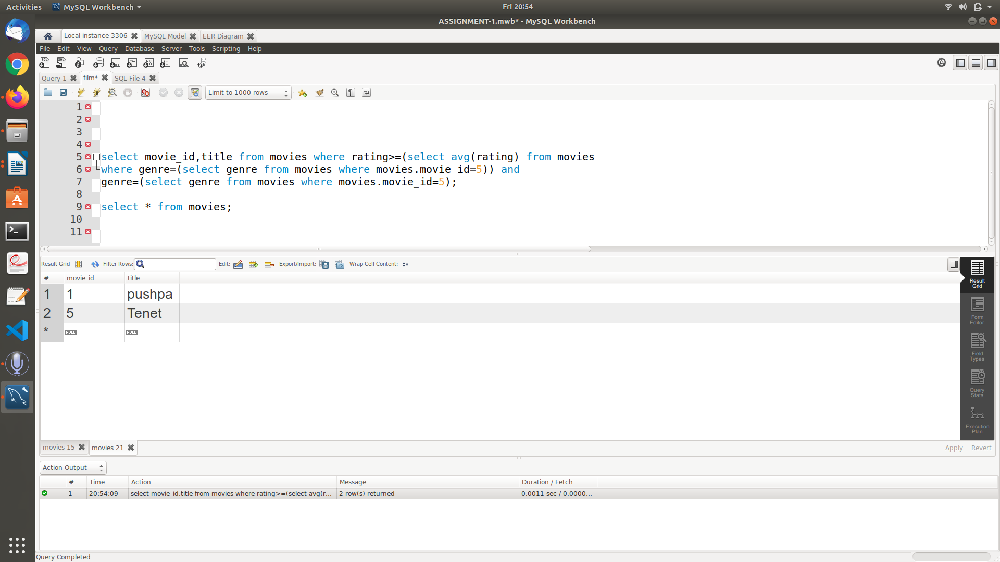 Activities MySQL Workbench Fri 20:54
ASSIGNMENT-1.mwb* - MySQL Workbench
Local instance 3306 MySQL Model EER Diagram
File Edit View Query Database Server Tools Scripting Help
Query 1 film* SQL File 4
Limit to 1000 rows
1
2
3
4
5 select movie_id,title from movies where rating>=(select avg(rating) from movies
6 where genre=(select genre from movies where movies.movie_id=5)) and
7 genre=(select genre from movies where movies.movie_id=5);
8
9 select * from movies;
10
11
Result Grid Filter Rows: Edit: Export/Import: Wrap Cell Content:
# movie_id title
1 1 pushpa
2 5 Tenet
* NULL NULL
Result
Grid
Form
Editor
Field
Types
Query
Stats
Execution
Plan
movies 15 movies 21 Apply Revert
Action Output
# Time Action Message Duration / Fetch
1 20:54:09 select movie_id,title from movies where rating>=(select avg(r... 2 row(s) returned 0.0011 sec / 0.0000...
Query Completed